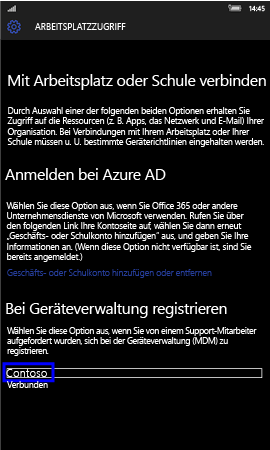 14:45
ARBEITSPLATZZUGRIFF
Mit Arbeitsplatz oder Schule verbinden
Durch Auswahl einer der folgenden beiden Optionen erhalten Sie
Zugriff auf die Ressourcen (z. B. Apps, das Netzwerk und E-Mail) Ihrer
Organisation. Bei Verbindungen mit Ihrem Arbeitsplatz oder Ihrer
Schule müssen u. U. bestimmte Geräterichtlinien eingehalten werden.
Anmelden bei Azure AD
Wählen Sie diese Option aus, wenn Sie Office 365 oder andere
Unternehmensdienste von Microsoft verwenden. Rufen Sie über
den folgenden Link Ihre Kontoseite auf, wählen Sie dann erneut
„Geschäfts- oder Schulkonto hinzufügen“ aus, und geben Sie Ihre
Informationen an. (Wenn diese Option nicht verfügbar ist, sind Sie
bereits angemeldet.)
Geschäfts- oder Schulkonto hinzufügen oder entfernen
Bei Geräteverwaltung registrieren
Wählen Sie diese Option aus, wenn Sie von einem Support-Mitarbeiter
aufgefordert wurden, sich bei der Geräteverwaltung (MDM) zu
registrieren.
Contoso
Verbunden